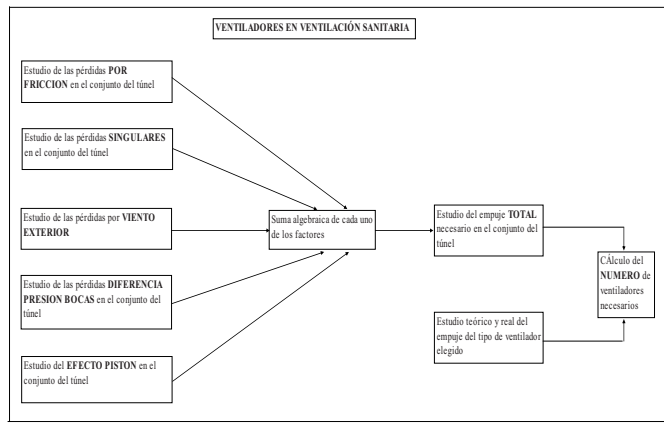 VENTILADORES EN VENTILACIÓN SANITARIA
Estudio de las pérdidas POR
FRICCION en el conjunto del túnel
Estudio de las pérdidas SINGULARES
en el conjunto del túnel
Estudio de las pérdidas por VIENTO
EXTERIOR
Estudio de las pérdidas DIFERENCIA
PRESION BOCAS en el conjunto del
túnel
Estudio del EFECTO PISTON en el
conjunto del túnel
Suma algebraica de cada uno
de los factores
Estudio del empuje TOTAL
necesario en el conjunto del
túnel
Estudio teórico y real del
empuje del tipo de ventilador
elegido
CÁlculo del
NUMERO de
ventiladores
necesarios